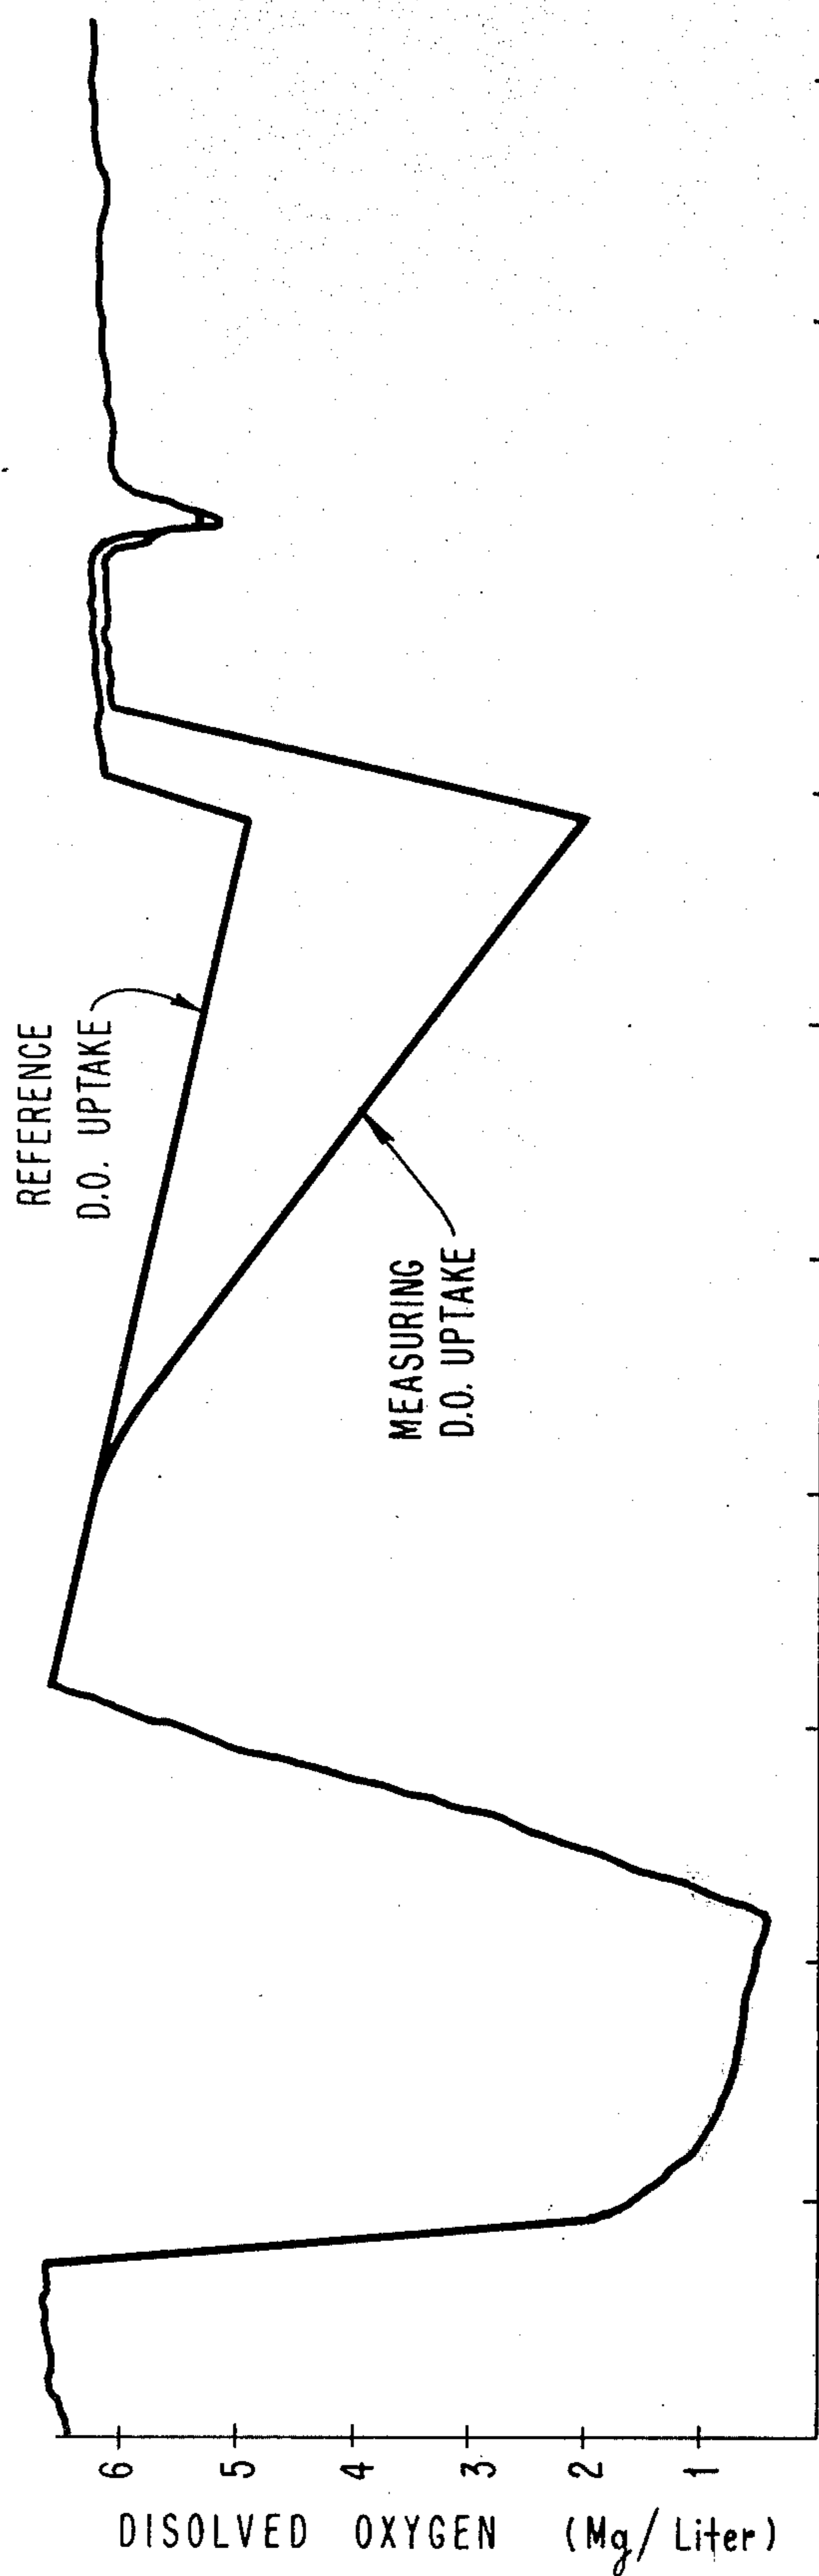 REFERENCE
D.O. UPTAKE
MEASURING
D.O. UPTAKE
6
5
4
3
2
1
DISOLVED OXYGEN (Mg/Liter)